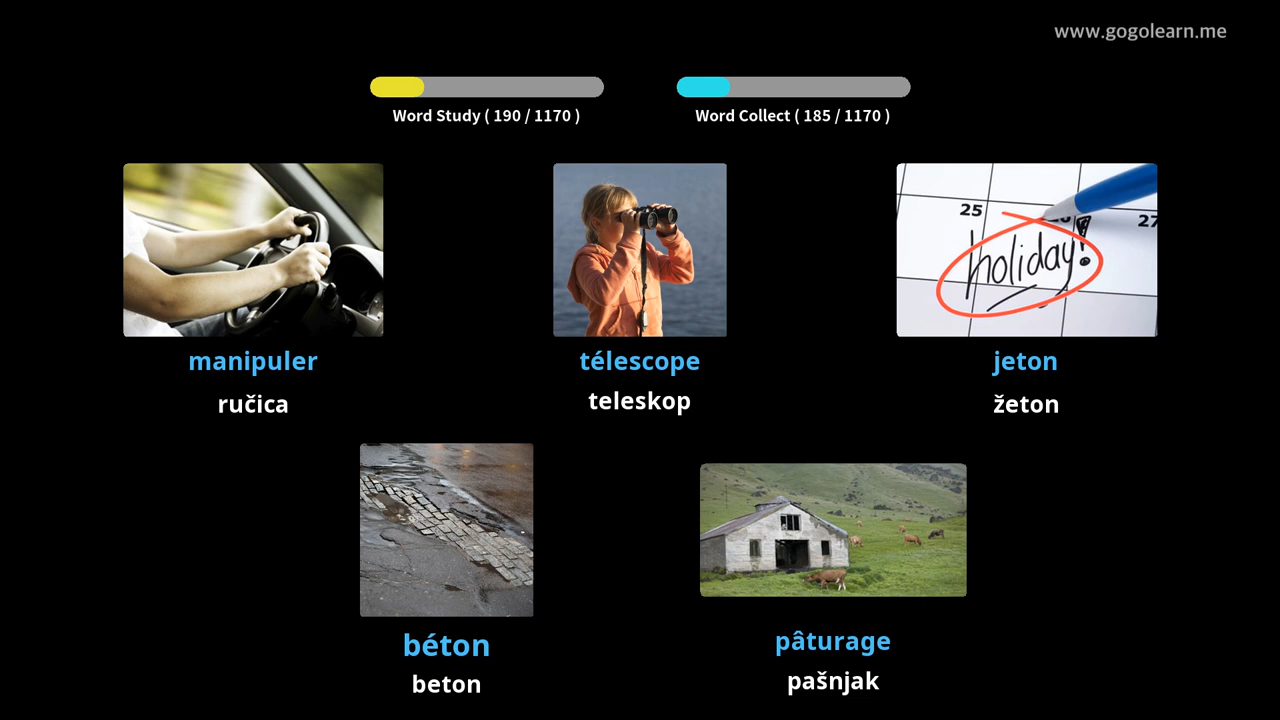 www.gogolearn.me
Word Study ( 190 / 1170 )
Word Collect ( 185 / 1170 )
25
27
holiday!
manipuler
ručica
télescope
teleskop
jeton
žeton
béton
beton
pâturage
pašnjak